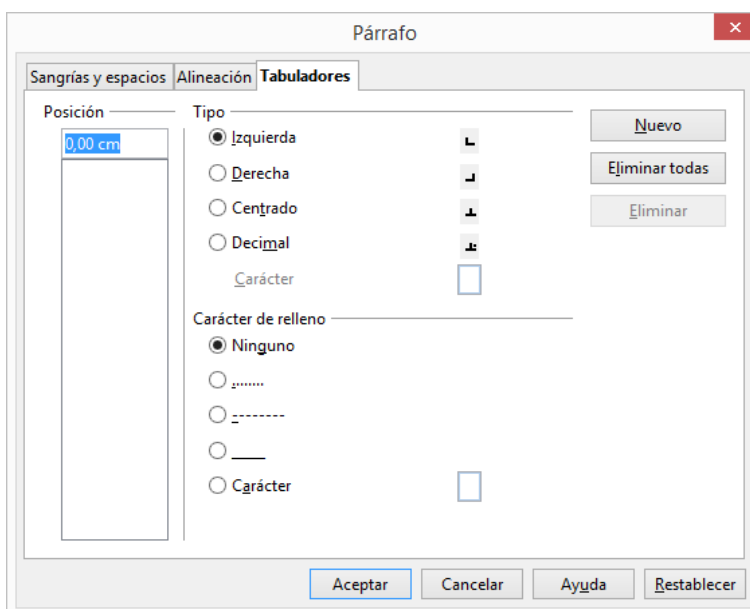 Párrafo
Sangrías y espacios Alineación Tabuladores
Posición
0,00 cm
Tipo
Izquierda
Derecha
Centrado
Decimal
Carácter
Carácter de relleno
Ninguno
........
--------
____
Carácter
Nuevo
Eliminar todas
Eliminar
Aceptar Cancelar Ayuda Restablecer